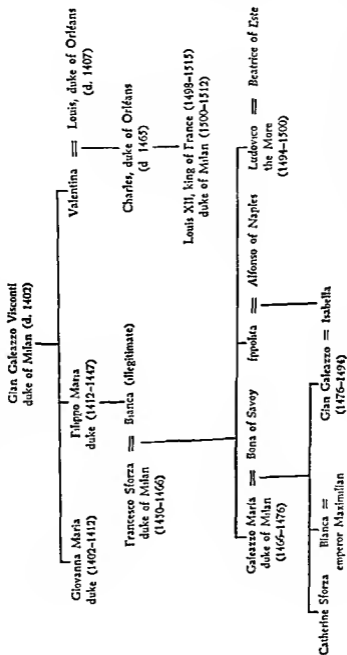 Gian Galeazzo Visconti
duke of Milan (d. 1402)
Giovanna Maria
duke (1402–1412)
Filippo Maria
duke (1412–1447)
Valentina = Louis, duke of Orléans
(d. 1407)
Francesco Sforza = Bianca (illegitimate)
duke of Milan
(1450–1466)
Charles, duke of Orléans
(d 1465)
Louis XII, king of France (1498–1515)
duke of Milan (1500–1512)
Galeazzo Maria = Bona of Savoy
duke of Milan
(1466–1476)
Ippolita = Alfonso of Naples
Ludovico = Beatrice of Este
the More
(1494–1500)
Catherine Sforza
Bianca =
emperor Maximilian
Gian Galeazzo = Isabella
(1476–1494)